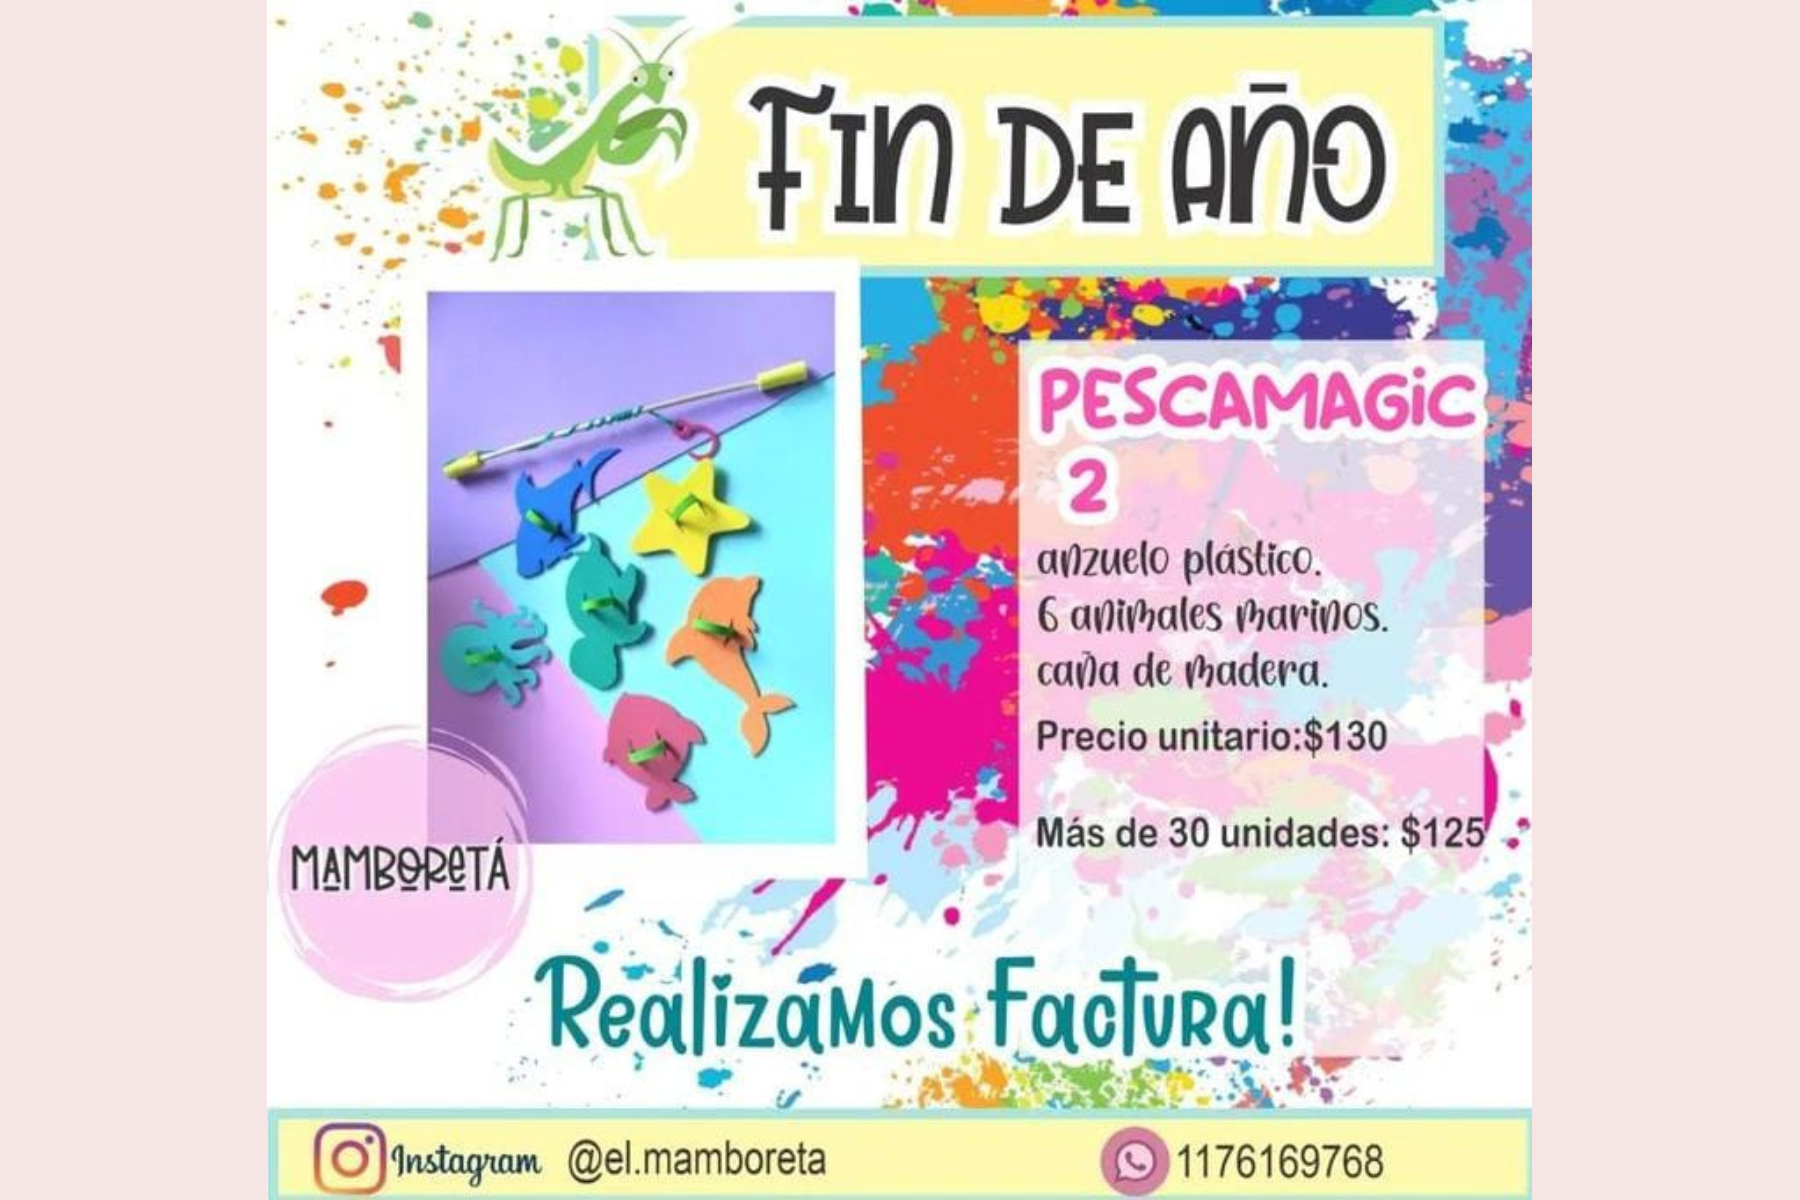 Fin de año
PESCAMAGiC
2
anzuelo plástico.
6 animales marinos.
caña de madera.
Precio unitario:$130
Más de 30 unidades: $125
MAMBORETÁ
Realizamos Factura!
Instagram @el.mamboreta
1176169768